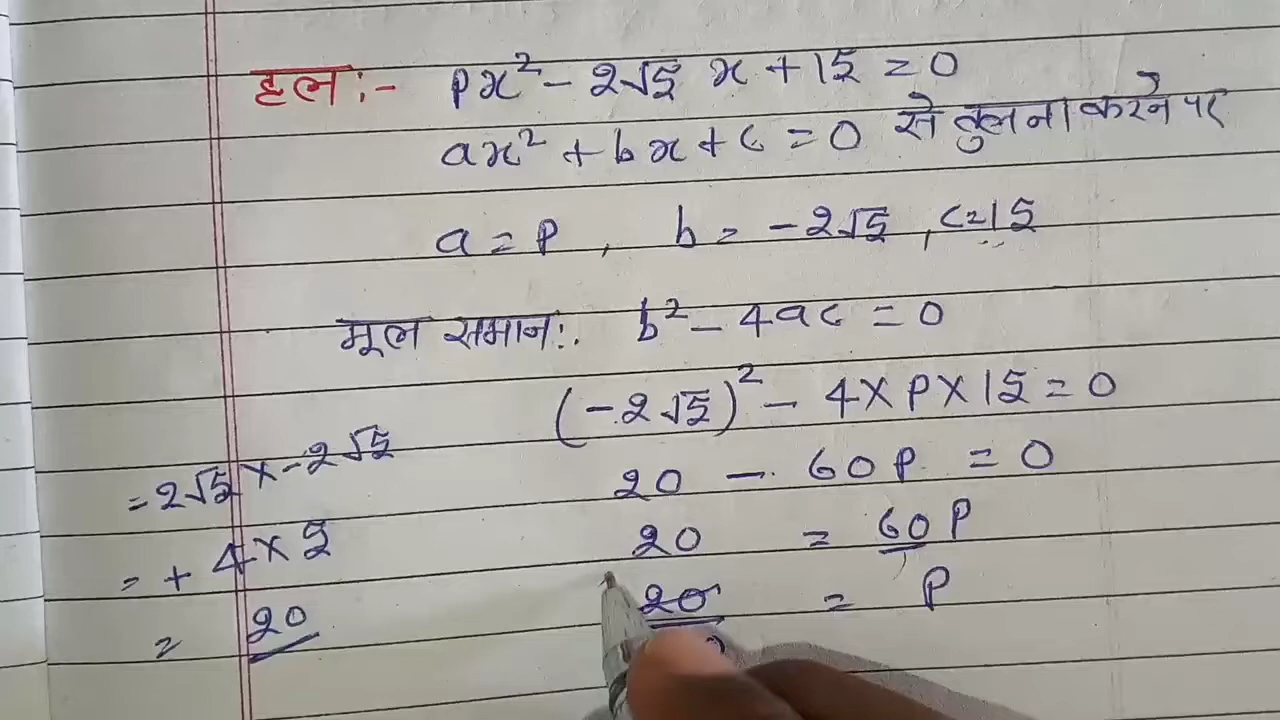 हल:- px² - 2√5 x + 15 = 0
ax² + bx + c = 0 से तुलना करने पर
a = p , b = -2√5 , c=15
मूल समान:. b² - 4ac = 0
(-2√5)² - 4×p×15 = 0
20 - 60p = 0
20 = 60p
20 = p
= 2√5 × -2√5
= + 4×5
= 20